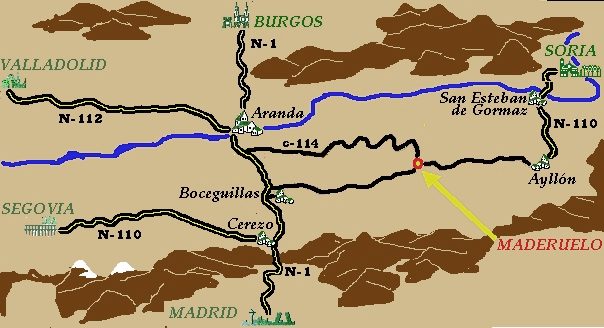 BURGOS
N-1
SORIA
VALLADOLID
San Esteban
de Gormaz
N-112
Aranda
N-110
c-114
Ayllón
Boceguillas
SEGOVIA
Cerezo
N-110
MADERUELO
N-1
MADRID